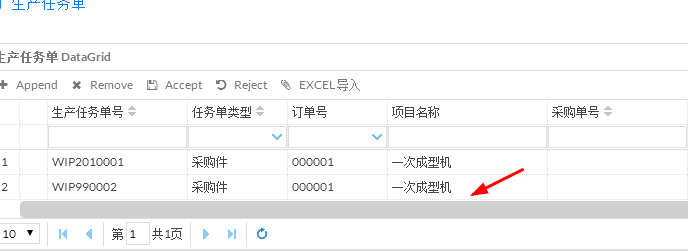 生产任务单
生产任务单 DataGrid
Append Remove Accept Reject EXCEL导入
生产任务单号 任务单类型 订单号 项目名称 采购单号
1 WIP2010001 采购件 000001 一次成型机
2 WIP990002 采购件 000001 一次成型机
10 第 1 共1页